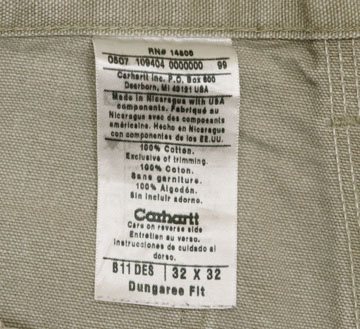 RN# 14806
0507 109404 0000000 99
Carhartt Inc. P.O. Box 600
Dearborn, MI 48121 USA
Made in Nicaragua with USA
components. Fabriqué au
Nicaragua avec des composants
américains. Hecho en Nicaragua
con componentes de los EE.UU.
100% Cotton.
Exclusive of trimming.
100% Coton.
Sans garniture.
100% Algodón.
Sin incluir adorno.
Carhartt
Care on reverse side
Entretien au verso.
Instrucciones de cuidado al
dorso.
B11 DES 32 X 32
Dungaree Fit